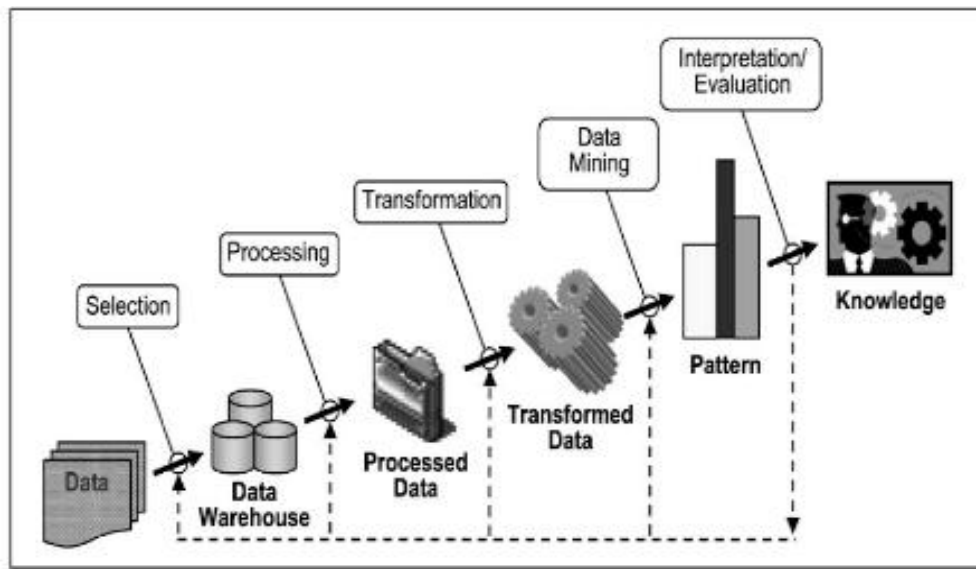 Interpretation/
Evaluation
Data
Mining
Transformation
Processing
Selection
Knowledge
Pattern
Transformed
Data
Processed
Data
Data
Warehouse
Data